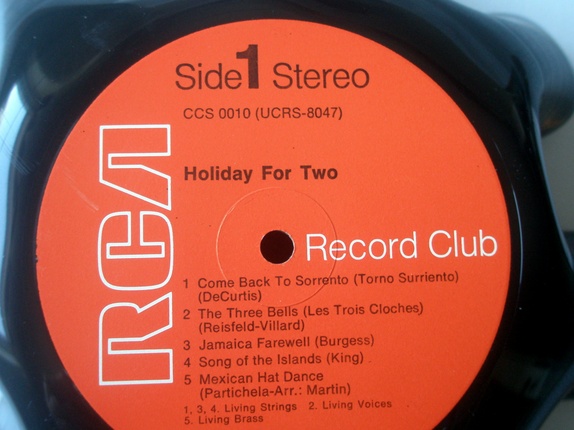 Side 1 Stereo
CCS 0010 (UCRS-8047)
RCA
Holiday For Two
Record Club
1 Come Back To Sorrento (Torno Surriento)
(DeCurtis)
2 The Three Bells (Les Trois Cloches)
(Reisfeld-Villard)
3 Jamaica Farewell (Burgess)
4 Song of the Islands (King)
5 Mexican Hat Dance
(Partichela-Arr.: Martin)
1, 3, 4. Living Strings 2. Living Voices
5. Living Brass